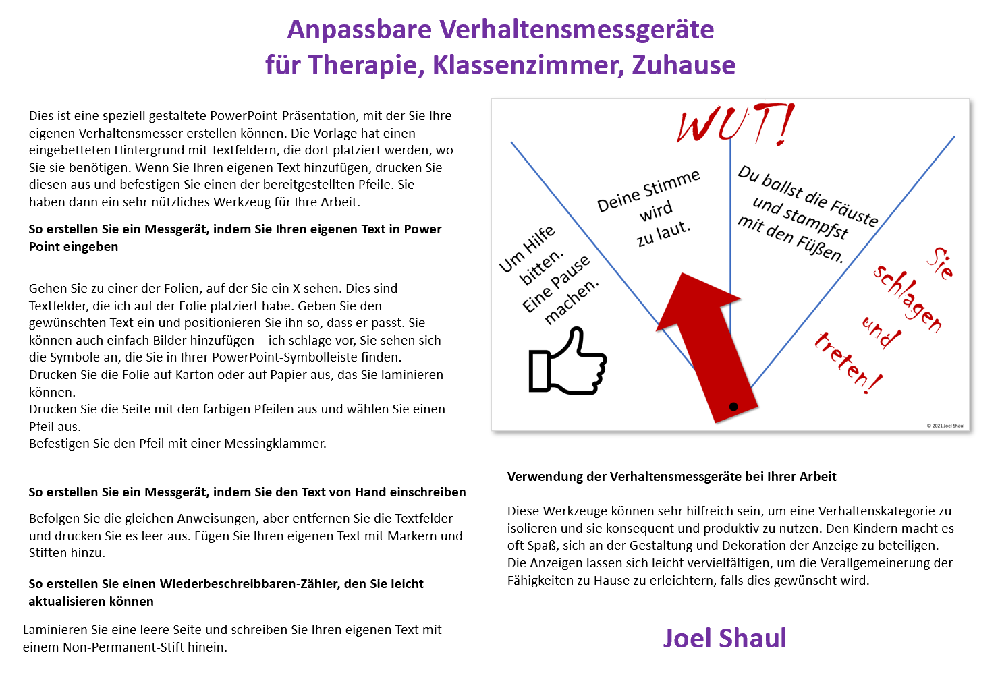 Anpassbare Verhaltensmessgeräte
für Therapie, Klassenzimmer, Zuhause
Dies ist eine speziell gestaltete PowerPoint-Präsentation, mit der Sie Ihre
eigenen Verhaltensmesser erstellen können. Die Vorlage hat einen
eingebetteten Hintergrund mit Textfeldern, die dort platziert werden, wo
Sie sie benötigen. Wenn Sie Ihren eigenen Text hinzufügen, drucken Sie
diesen aus und befestigen Sie einen der bereitgestellten Pfeile. Sie
haben dann ein sehr nützliches Werkzeug für Ihre Arbeit.
So erstellen Sie ein Messgerät, indem Sie Ihren eigenen Text in Power
Point eingeben
Gehen Sie zu einer der Folien, auf der Sie ein X sehen. Dies sind
Textfelder, die ich auf der Folie platziert habe. Geben Sie den
gewünschten Text ein und positionieren Sie ihn so, dass er passt. Sie
können auch einfach Bilder hinzufügen – ich schlage vor, Sie sehen sich
die Symbole an, die Sie in Ihrer PowerPoint-Symbolleiste finden.
Drucken Sie die Folie auf Karton oder auf Papier aus, das Sie laminieren
können.
Drucken Sie die Seite mit den farbigen Pfeilen aus und wählen Sie einen
Pfeil aus.
Befestigen Sie den Pfeil mit einer Messingklammer.
So erstellen Sie ein Messgerät, indem Sie den Text von Hand einschreiben
Befolgen Sie die gleichen Anweisungen, aber entfernen Sie die Textfelder
und drucken Sie es leer aus. Fügen Sie Ihren eigenen Text mit Markern und
Stiften hinzu.
So erstellen Sie einen Wiederbeschreibbaren-Zähler, den Sie leicht
aktualisieren können
Laminieren Sie eine leere Seite und schreiben Sie Ihren eigenen Text mit
einem Non-Permanent-Stift hinein.
WUT!
Um Hilfe
bitten.
Eine Pause
machen.
Deine Stimme
wird
zu laut.
Du ballst die Fäuste
und stampfst
mit den Füßen.
Sie
schlagen
und
treten!
© 2021 Joel Shaul
Verwendung der Verhaltensmessgeräte bei Ihrer Arbeit
Diese Werkzeuge können sehr hilfreich sein, um eine Verhaltenskategorie zu
isolieren und sie konsequent und produktiv zu nutzen. Den Kindern macht es
oft Spaß, sich an der Gestaltung und Dekoration der Anzeige zu beteiligen.
Die Anzeigen lassen sich leicht vervielfältigen, um die Verallgemeinerung der
Fähigkeiten zu Hause zu erleichtern, falls dies gewünscht wird.
Joel Shaul